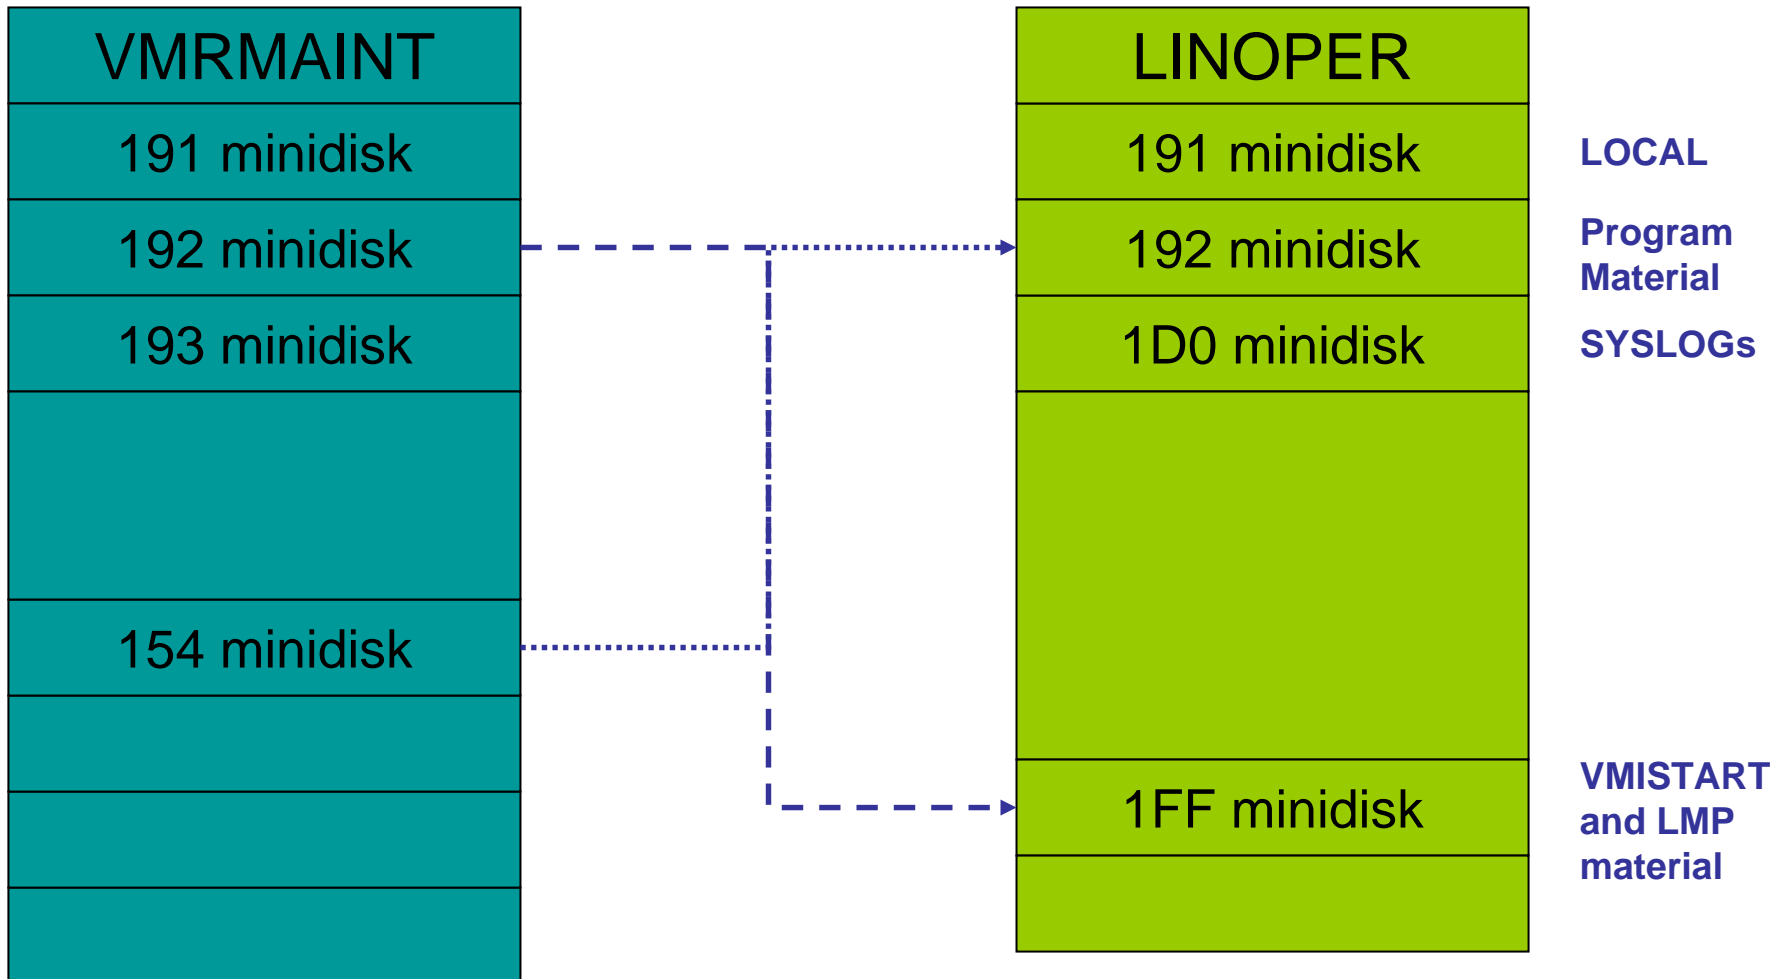 VMRMAINT
191 minidisk
192 minidisk
193 minidisk
154 minidisk
LINOPER
191 minidisk
192 minidisk
1D0 minidisk
1FF minidisk
LOCAL
Program
Material
SYSLOGs
VMISTART
and LMP
material